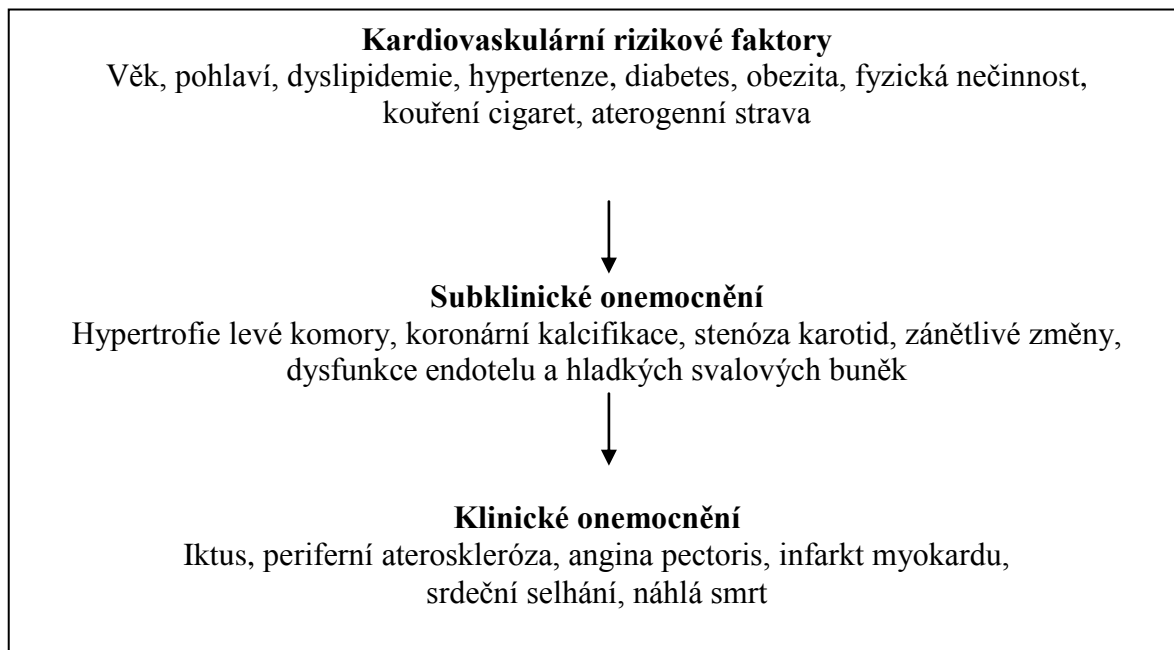 Kardiovaskulární rizikové faktory
Věk, pohlaví, dyslipidemie, hypertenze, diabetes, obezita, fyzická nečinnost,
kouření cigaret, aterogenní strava
Subklinické onemocnění
Hypertrofie levé komory, koronární kalcifikace, stenóza karotid, zánětlivé změny,
dysfunkce endotelu a hladkých svalových buněk
Klinické onemocnění
Iktus, periferní ateroskleróza, angina pectoris, infarkt myokardu,
srdeční selhání, náhlá smrt